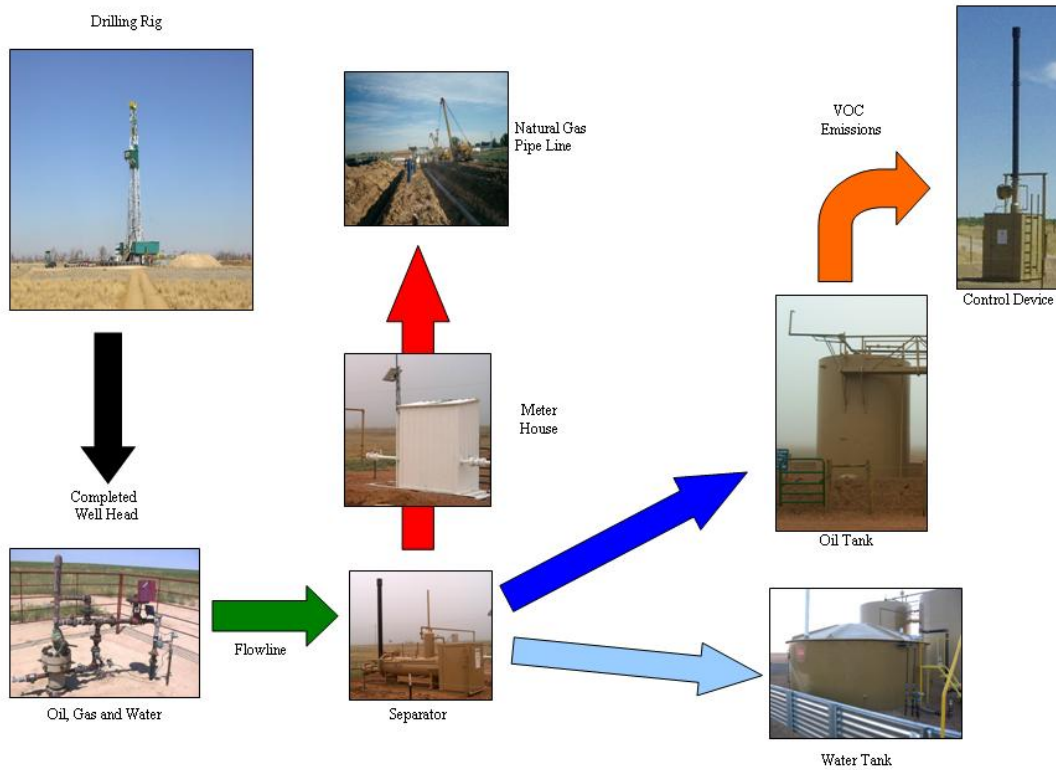 Drilling Rig
Natural Gas
Pipe Line
VOC
Emissions
Control Device
Meter
House
Completed
Well Head
Oil Tank
Flowline
Oil, Gas and Water
Separator
Water Tank